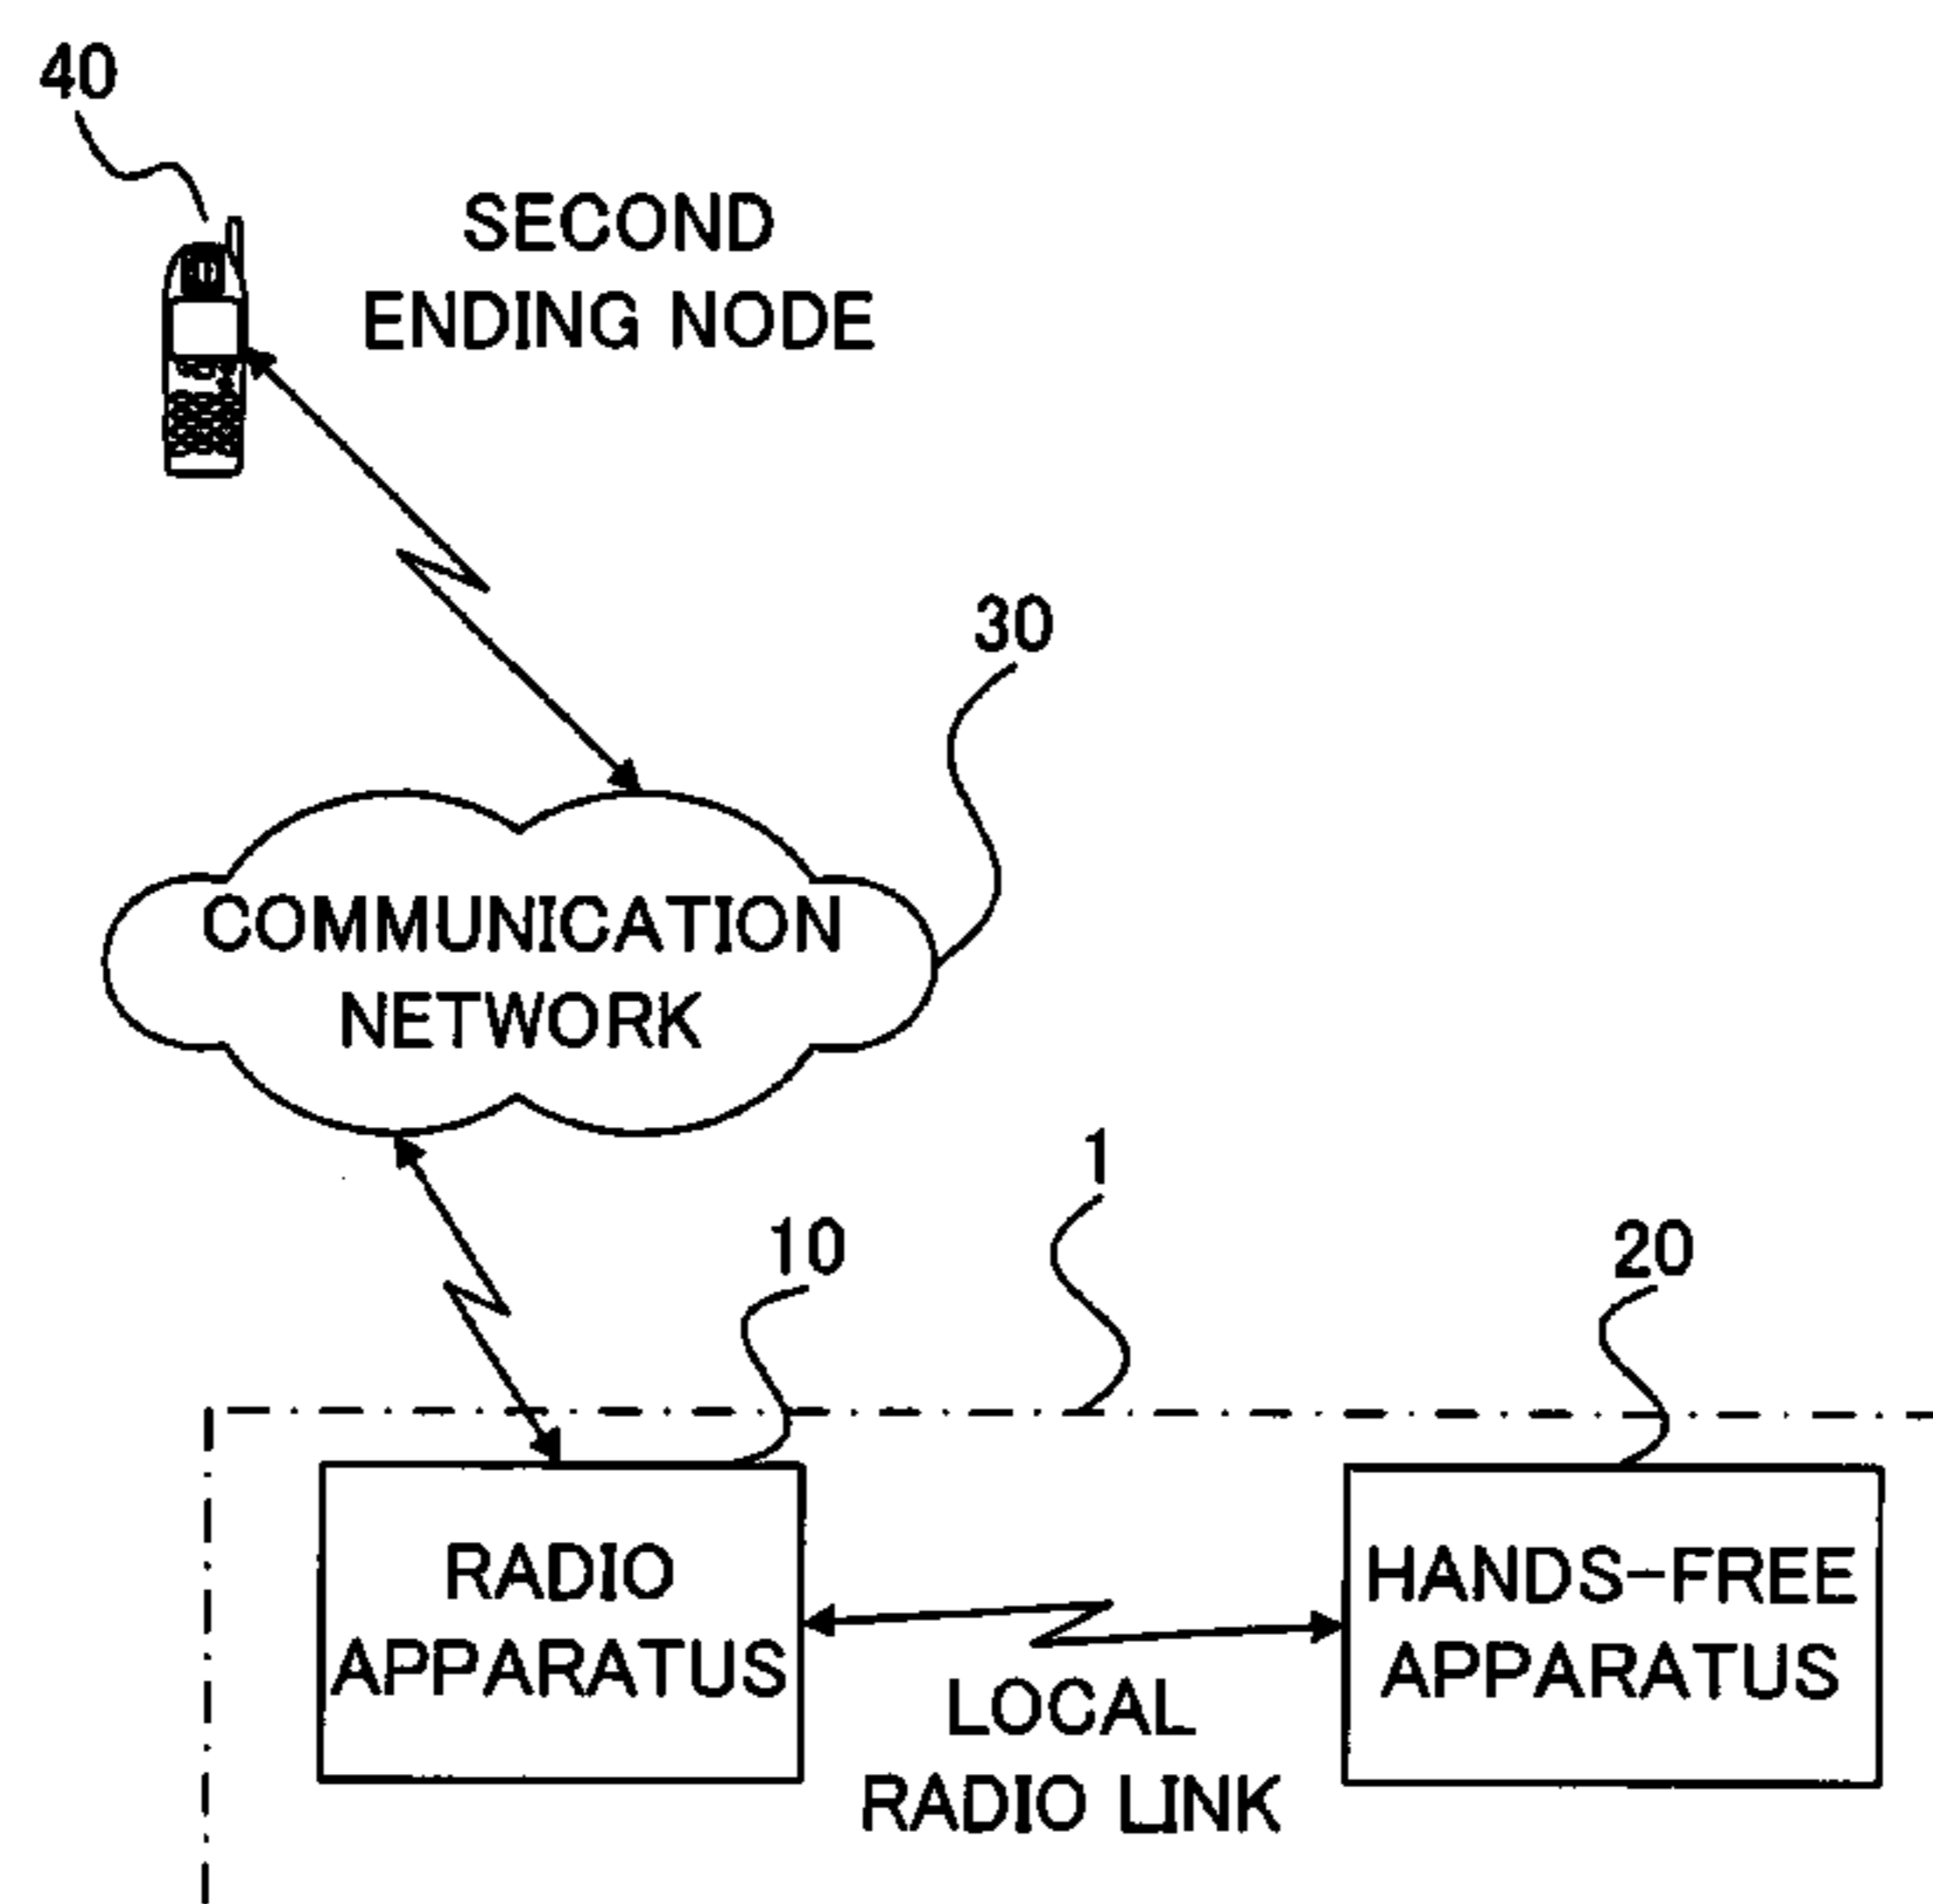 40
SECOND
ENDING NODE
30
COMMUNICATION
NETWORK
1
10
20
RADIO
APPARATUS
HANDS-FREE
APPARATUS
LOCAL
RADIO LINK